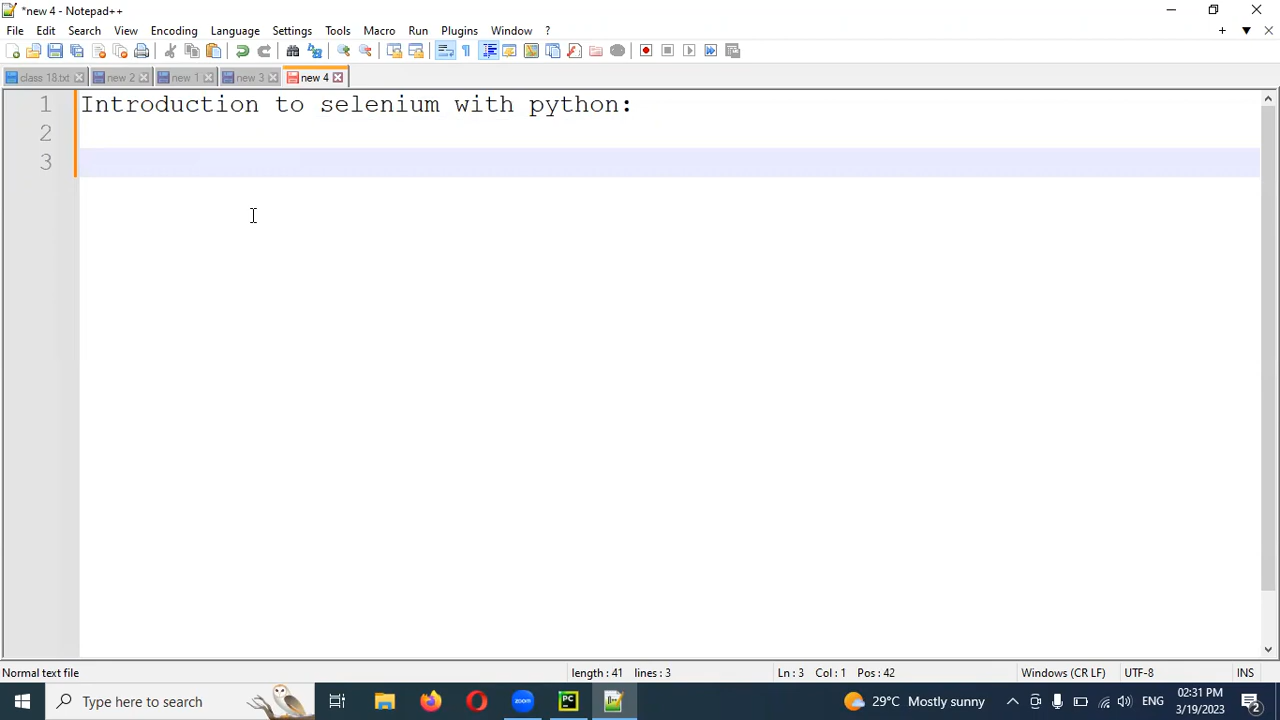 *new 4 - Notepad++
File Edit Search View Encoding Language Settings Tools Macro Run Plugins Window ?
class 18.txt new 2 new 1 new 3 new 4
1 Introduction to selenium with python:
2
3
Normal text file length : 41 lines : 3 Ln : 3 Col : 1 Pos : 42 Windows (CR LF) UTF-8 INS
Type here to search zoom PC 29°C Mostly sunny ENG 02:31 PM
3/19/2023 2